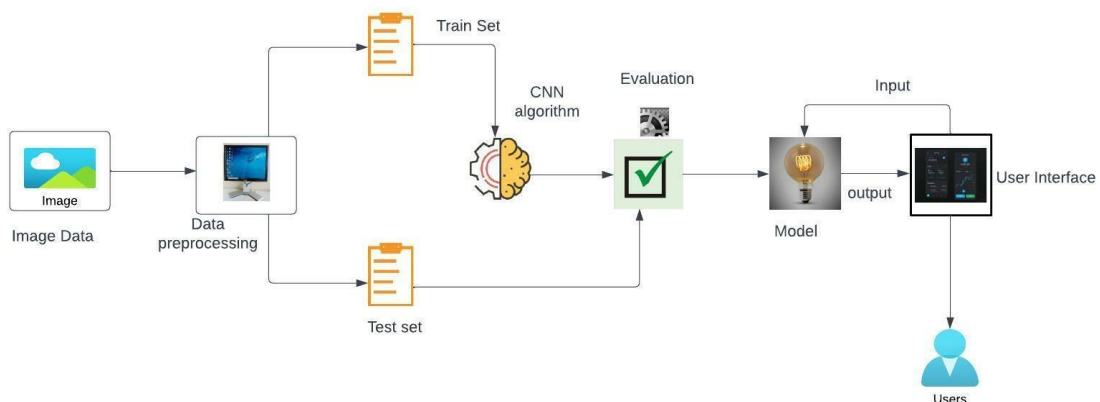 Train Set
Evaluation
CNN
algorithm
Input
Image
Image Data
Data
preprocessing
output
User Interface
Model
Test set
Users